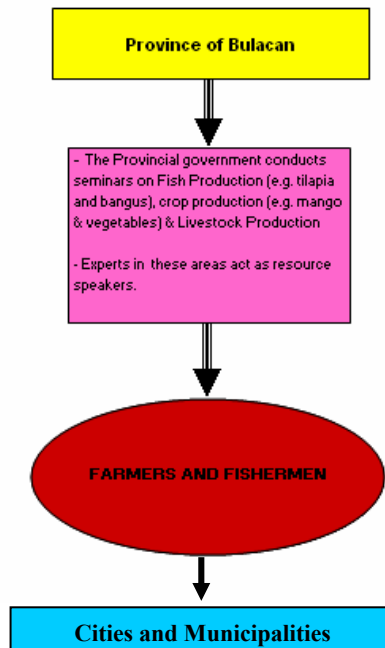 Province of Bulacan
- The Provincial government conducts
seminars on Fish Production (e.g. tilapia
and bangus), crop production (e.g. mango
& vegetables) & Livestock Production
- Experts in these areas act as resource
speakers.
FARMERS AND FISHERMEN
Cities and Municipalities